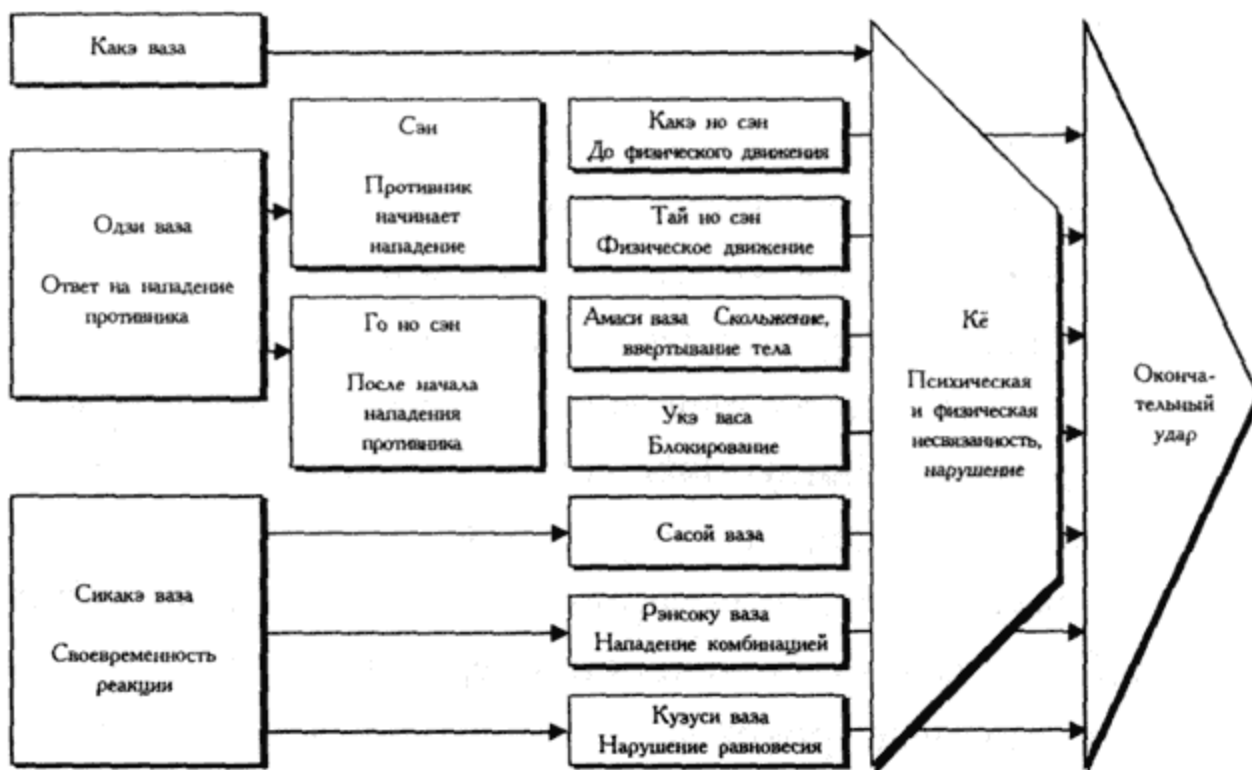 Какэ ваза
Одзи ваза
Ответ на нападение
противника
Сикакэ ваза
Своевременность
реакции
Сэн
Противник
начинает
нападение
Го но сэн
После начала
нападения
противника
Какэ но сэн
До физического движения
Тай но сэн
Физическое движение
Амаси ваза Скольжение,
ввертывание тела
Укэ васа
Блокирование
Сасой ваза
Рэнсоку ваза
Нападение комбинацией
Кузуси ваза
Нарушение равновесия
Кё
Психическая
и физическая
несвязанность,
нарушение
Оконча-
тельный
удар